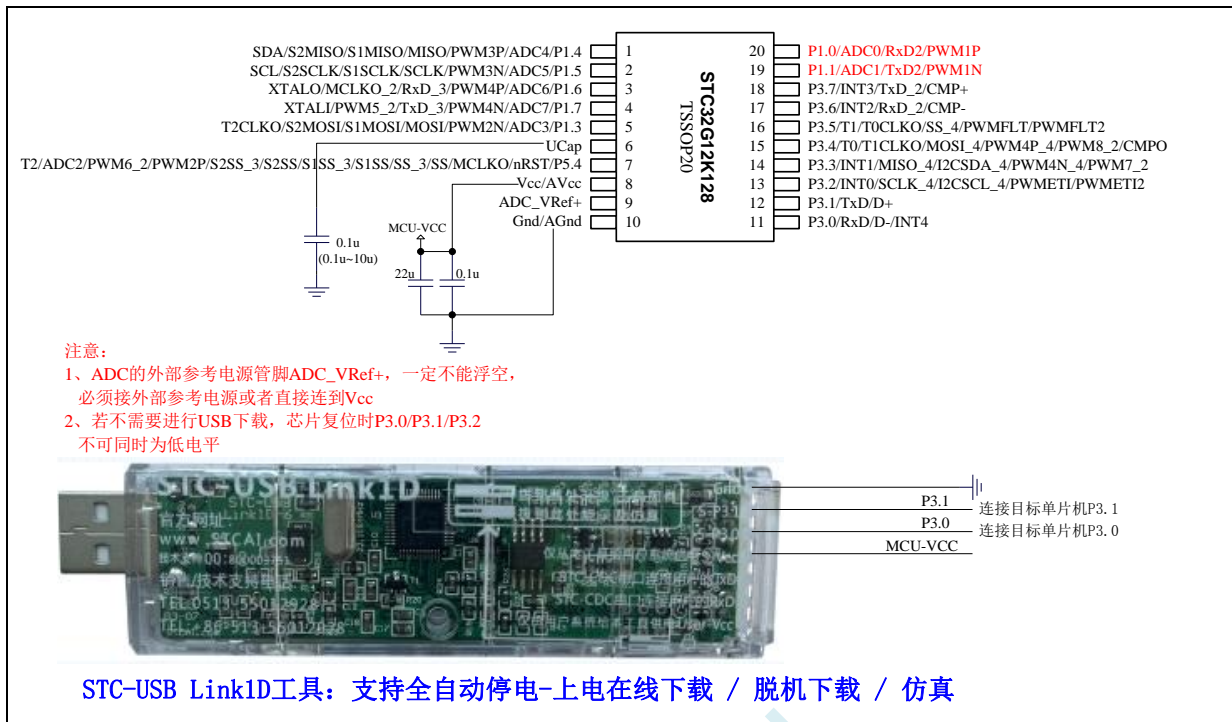 SDA/S2MISO/S1MISO/MISO/PWM3P/ADC4/P1.4
SCL/S2SCLK/S1SCLK/SCLK/PWM3N/ADC5/P1.5
XTALO/MCLKO_2/RxD_3/PWM4P/ADC6/P1.6
XTALI/PWM5_2/TxD_3/PWM4N/ADC7/P1.7
T2CLKO/S2MOSI/S1MOSI/MOSI/PWM2N/ADC3/P1.3
UCap
T2/ADC2/PWM6_2/PWM2P/S2SS_3/S2SS/S1SS_3/S1SS/SS_3/SS/MCLKO/nRST/P5.4
Vcc/AVcc
ADC_VRef+
Gnd/AGnd
1
2
3
4
5
6
7
8
9
10
STC32G12K128
TSSOP20
20
19
18
17
16
15
14
13
12
11
P1.0/ADC0/RxD2/PWM1P
P1.1/ADC1/TxD2/PWM1N
P3.7/INT3/TxD_2/CMP+
P3.6/INT2/RxD_2/CMP-
P3.5/T1/T0CLKO/SS_4/PWMFLT/PWMFLT2
P3.4/T0/T1CLKO/MOSI_4/PWM4P_4/PWM8_2/CMPO
P3.3/INT1/MISO_4/I2CSDA_4/PWM4N_4/PWM7_2
P3.2/INT0/SCLK_4/I2CSCL_4/PWMETI/PWMETI2
P3.1/TxD/D+
P3.0/RxD/D-/INT4
0.1u
(0.1u~10u)
MCU-VCC
22u
0.1u
注意：
1、ADC的外部参考电源管脚ADC_VRef+，一定不能浮空，
必须接外部参考电源或者直接连到Vcc
2、若不需要进行USB下载，芯片复位时P3.0/P3.1/P3.2
不可同时为低电平
STC-USB Link1D
官方网址
TEL:0513-55012928
P3.1
连接目标单片机P3.1
P3.0
连接目标单片机P3.0
MCU-VCC
STC-USB Link1D工具：支持全自动停电-上电在线下载 / 脱机下载 / 仿真